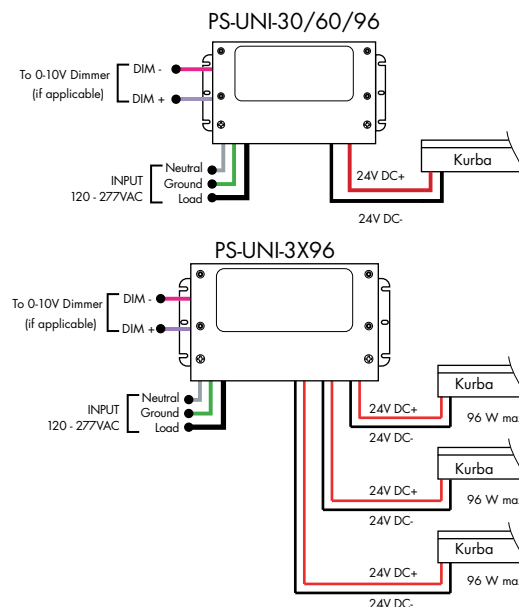 PS-UNI-30/60/96
To 0-10V Dimmer
(if applicable)
DIM -
DIM +
INPUT
120 - 277VAC
Neutral
Ground
Load
24V DC+
24V DC-
Kurba
PS-UNI-3X96
To 0-10V Dimmer
(if applicable)
DIM -
DIM +
INPUT
120 - 277VAC
Neutral
Ground
Load
24V DC+
24V DC-
Kurba
96 W max
24V DC+
24V DC-
Kurba
96 W max
24V DC+
24V DC-
Kurba
96 W max